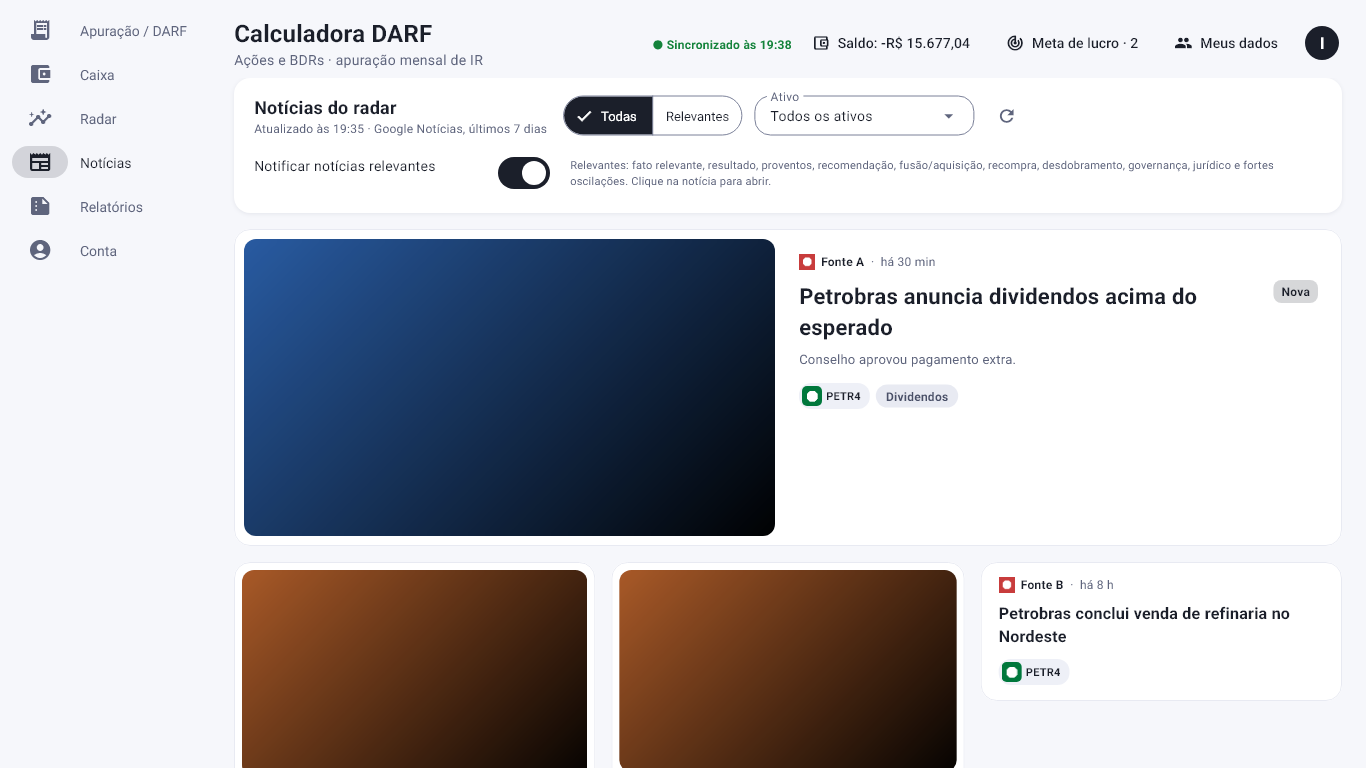 Apuração / DARF
Caixa
Radar
Notícias
Relatórios
Conta
Calculadora DARF
Ações e BDRs · apuração mensal de IR
Sincronizado às 19:38
Saldo: -R$ 15.677,04
Meta de lucro · 2
Meus dados
I
Notícias do radar
Atualizado às 19:35 · Google Notícias, últimos 7 dias
Todas
Relevantes
Ativo
Todos os ativos
Notificar notícias relevantes
Relevantes: fato relevante, resultado, proventos, recomendação, fusão/aquisição, recompra, desdobramento, governança, jurídico e fortes
oscilações. Clique na notícia para abrir.
Fonte A · há 30 min
Petrobras anuncia dividendos acima do
esperado
Nova
Conselho aprovou pagamento extra.
PETR4
Dividendos
Fonte B · há 8 h
Petrobras conclui venda de refinaria no
Nordeste
PETR4